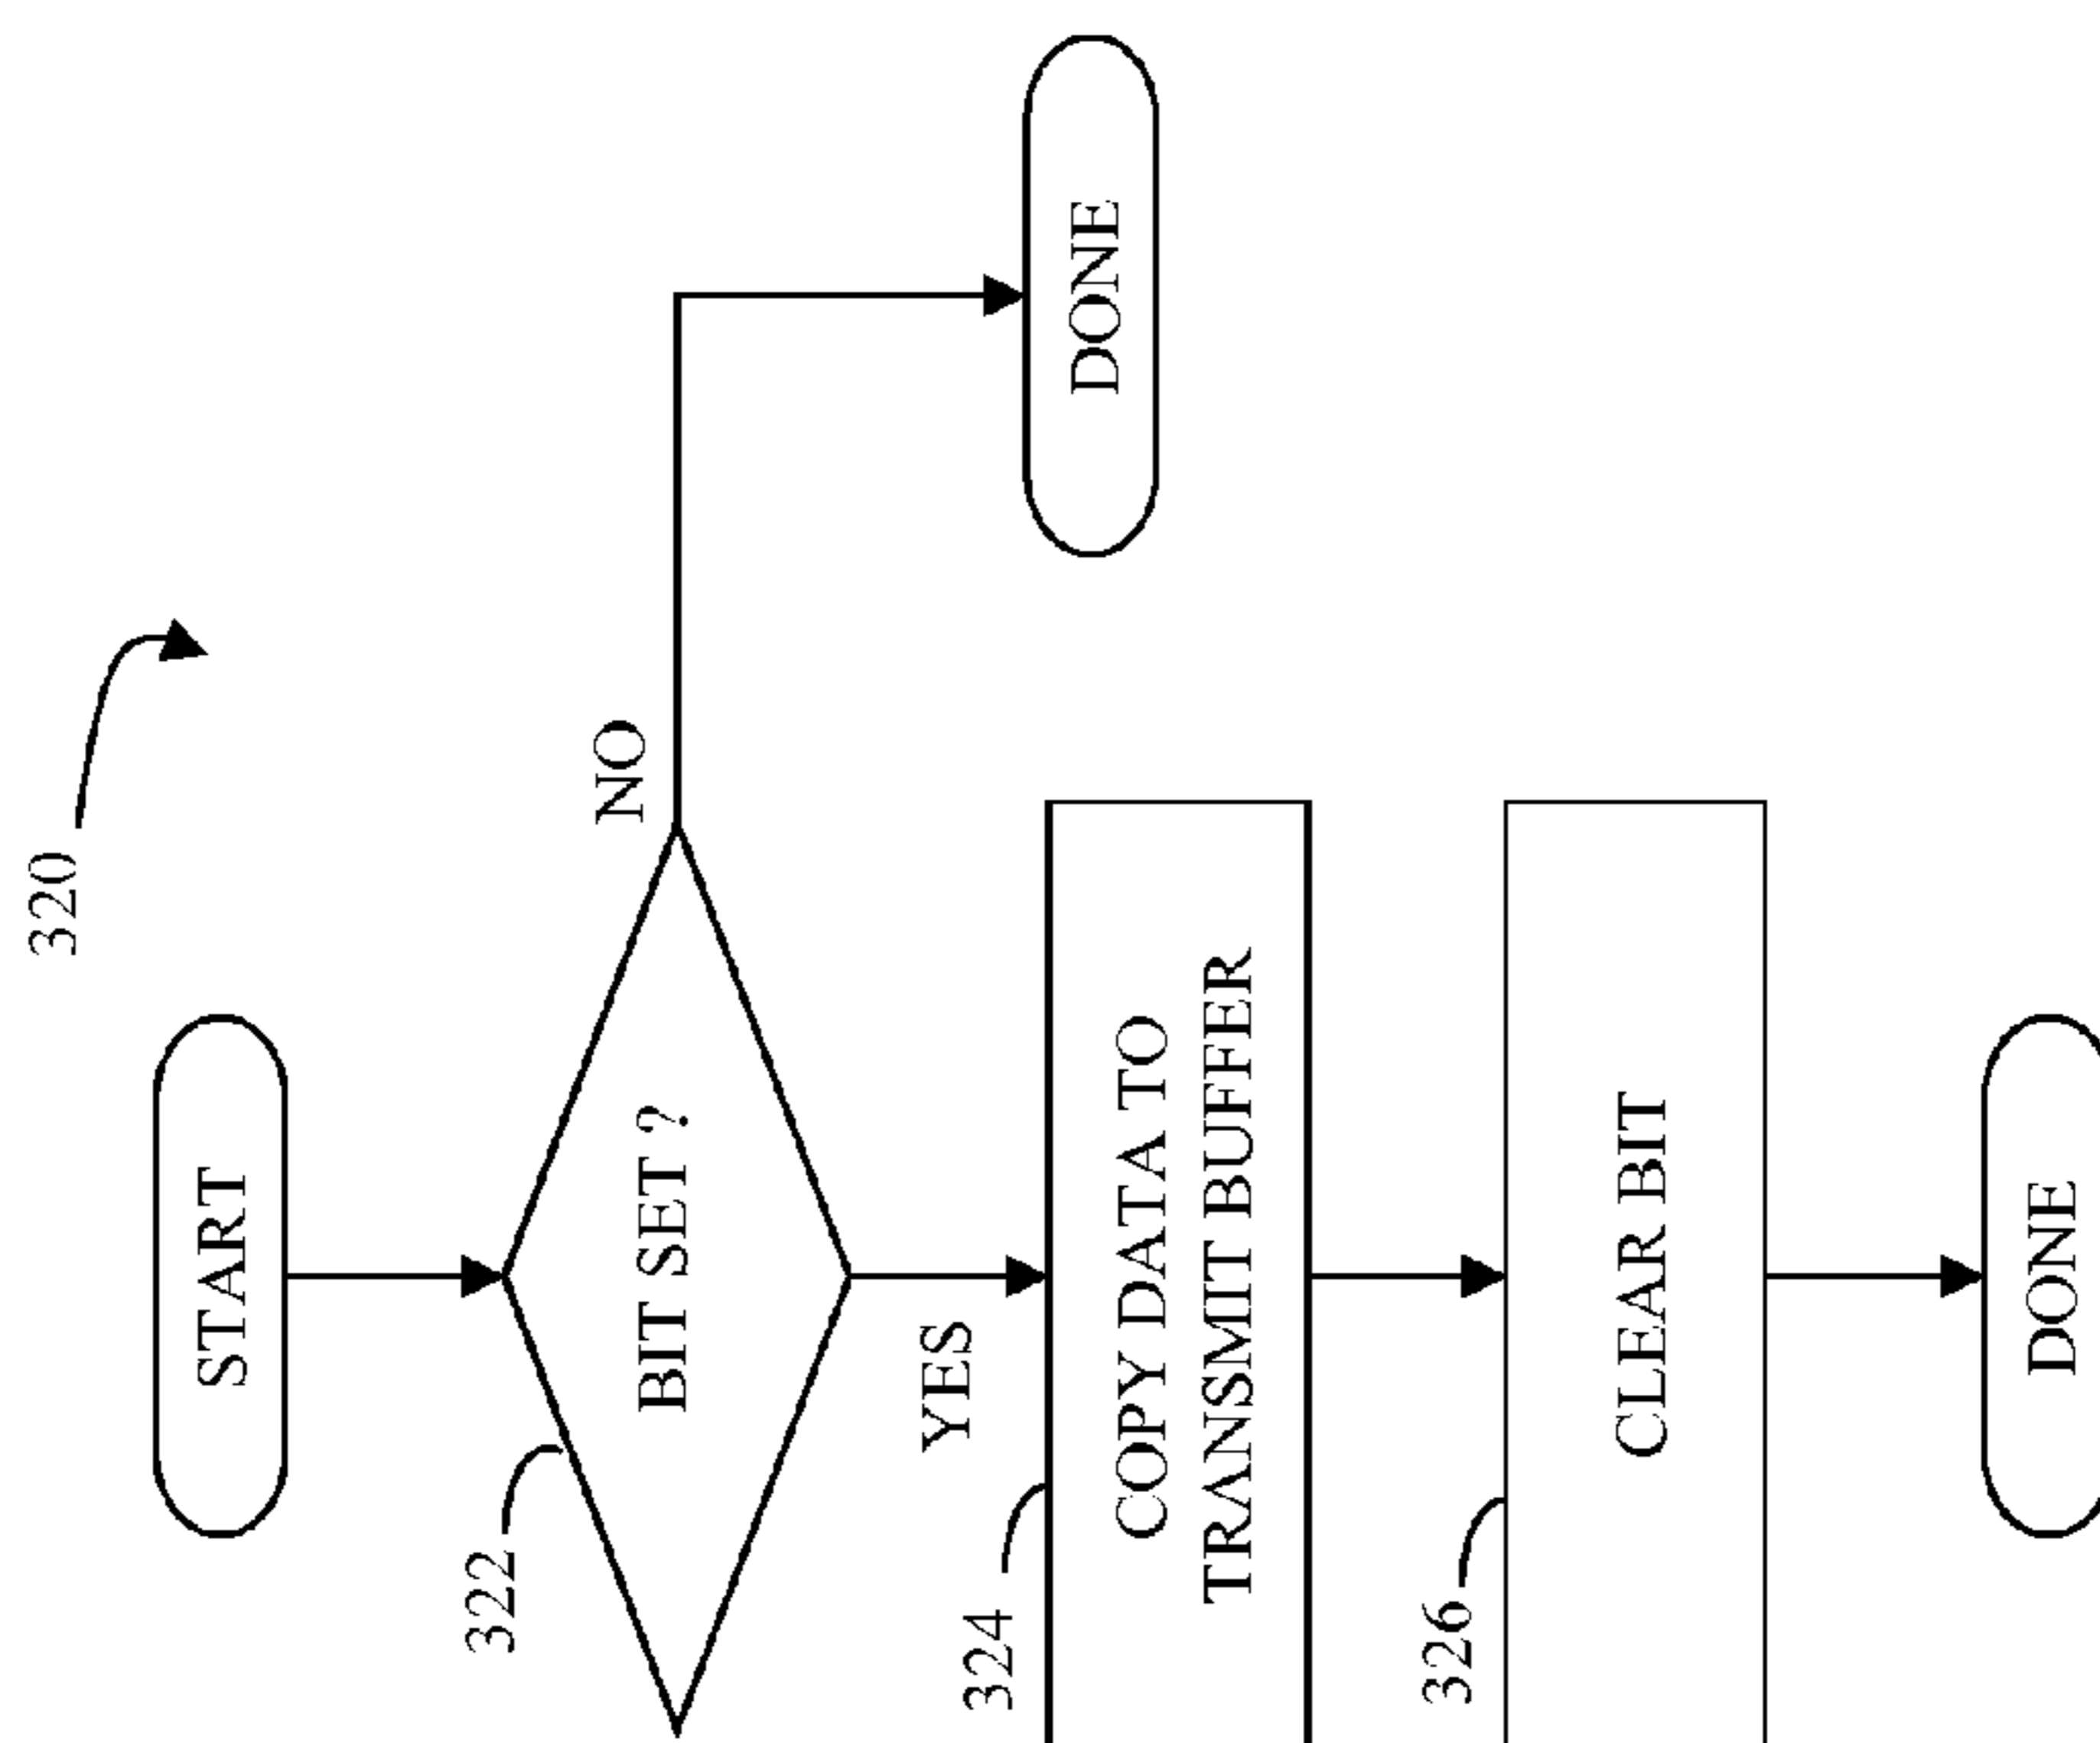 320
START
322
BIT SET ?
NO
DONE
YES
324
COPY DATA TO
TRANSMIT BUFFER
326
CLEAR BIT
DONE